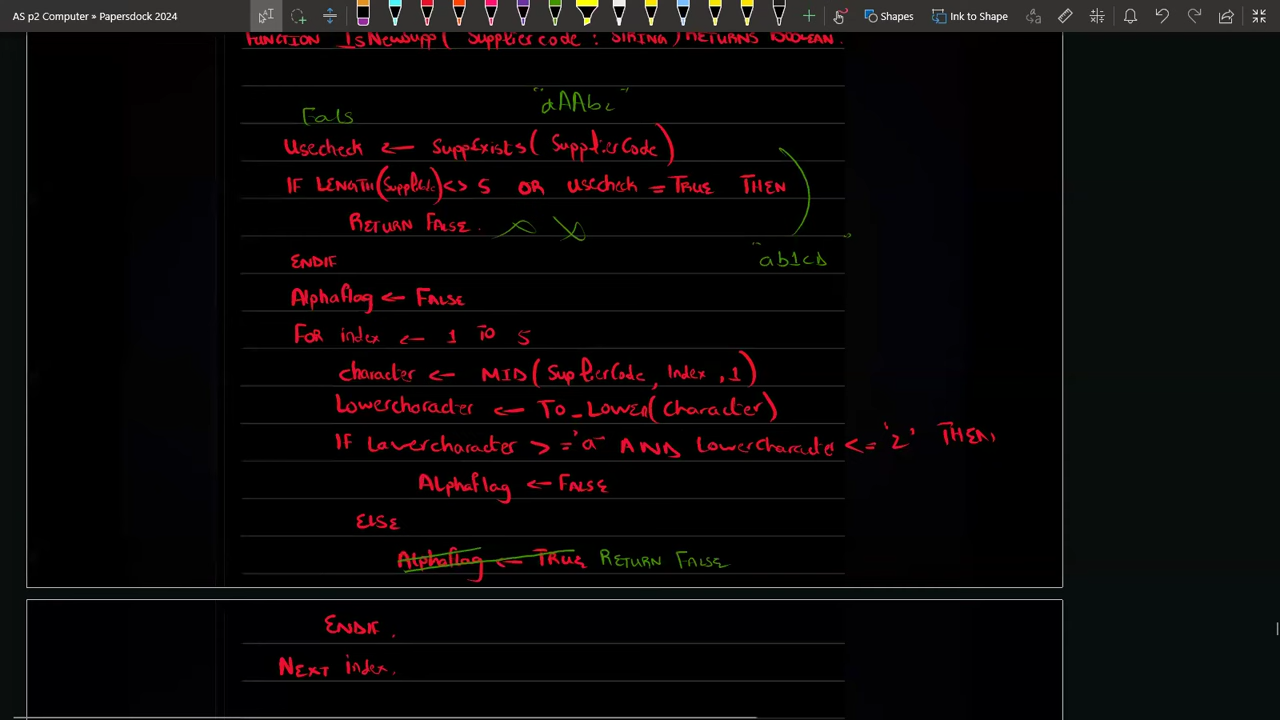 AS p2 Computer » Papersdock 2024
Shapes
Ink to Shape
FUNCTION IsNewSupp( Suppliercode : STRING) RETURNS BOOLEAN.
"dAAbc"
Fals
Usecheck ← SuppExists( SupplierCode)
IF LENGTH(SuppCode) <> 5 OR usecheck = TRUE THEN
RETURN FALSE.
ENDIF
"ab1cD"
Alphaflag ← FALSE
FOR index ← 1 TO 5
character ← MID( SupplierCode, Index, 1)
Lowercharacter ← To_LOWER( Character)
IF Lowercharacter >= 'a' AND Lowercharacter <= 'z' THEN
Alphaflag ← FALSE
ELSE
Alphaflag ← TRUE RETURN FALSE
ENDIF.
NEXT index.